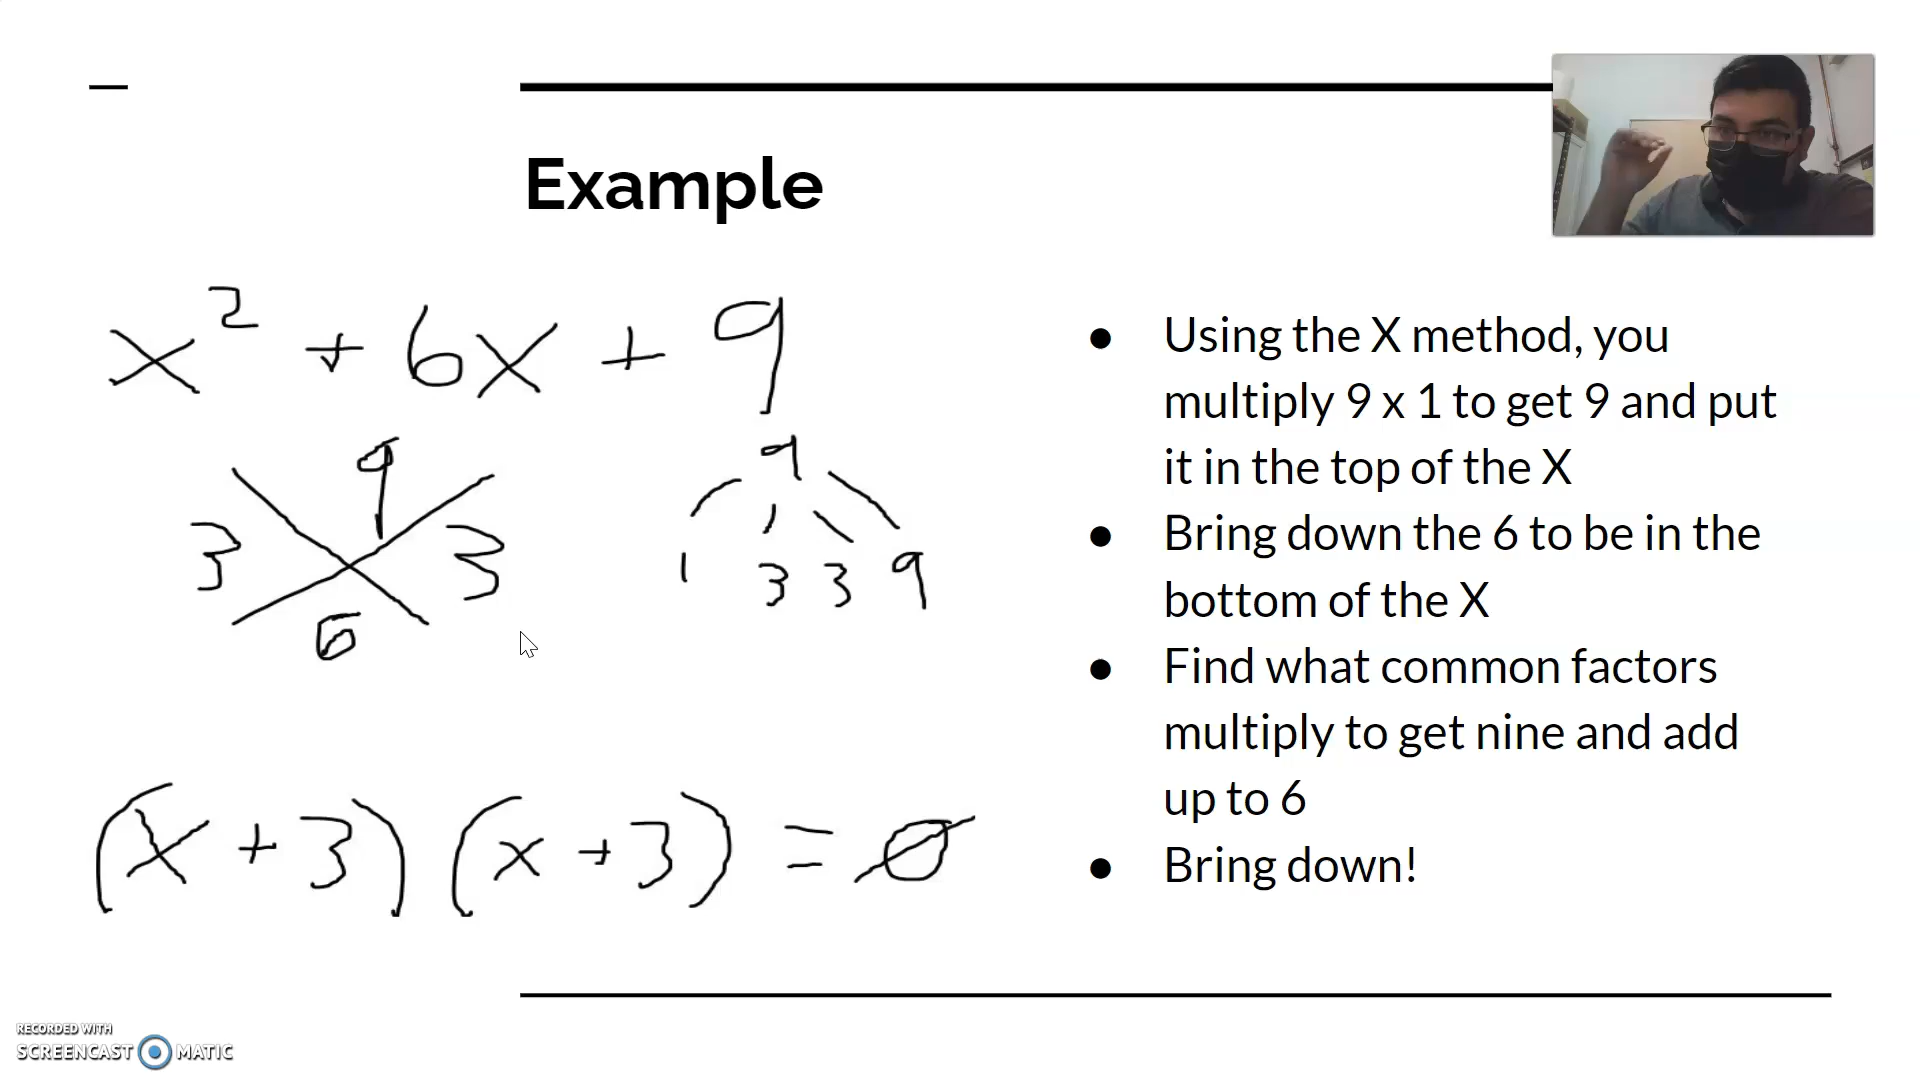 Example
x² + 6x + 9
9
3 3
6
9
1 3 3 9
(x + 3) (x + 3) = 0
● Using the X method, you
multiply 9 x 1 to get 9 and put
it in the top of the X
● Bring down the 6 to be in the
bottom of the X
● Find what common factors
multiply to get nine and add
up to 6
● Bring down!
RECORDED WITH
SCREENCAST MATIC